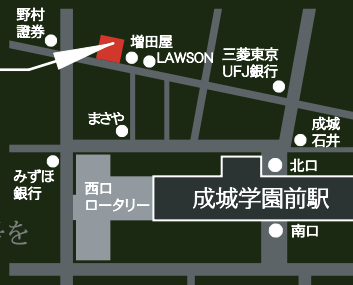 野村
證券
増田屋
LAWSON
三菱東京
UFJ銀行
まさや
成城
石井
みずほ
銀行
北口
西口
ロータリー
成城学園前駅
南口
を